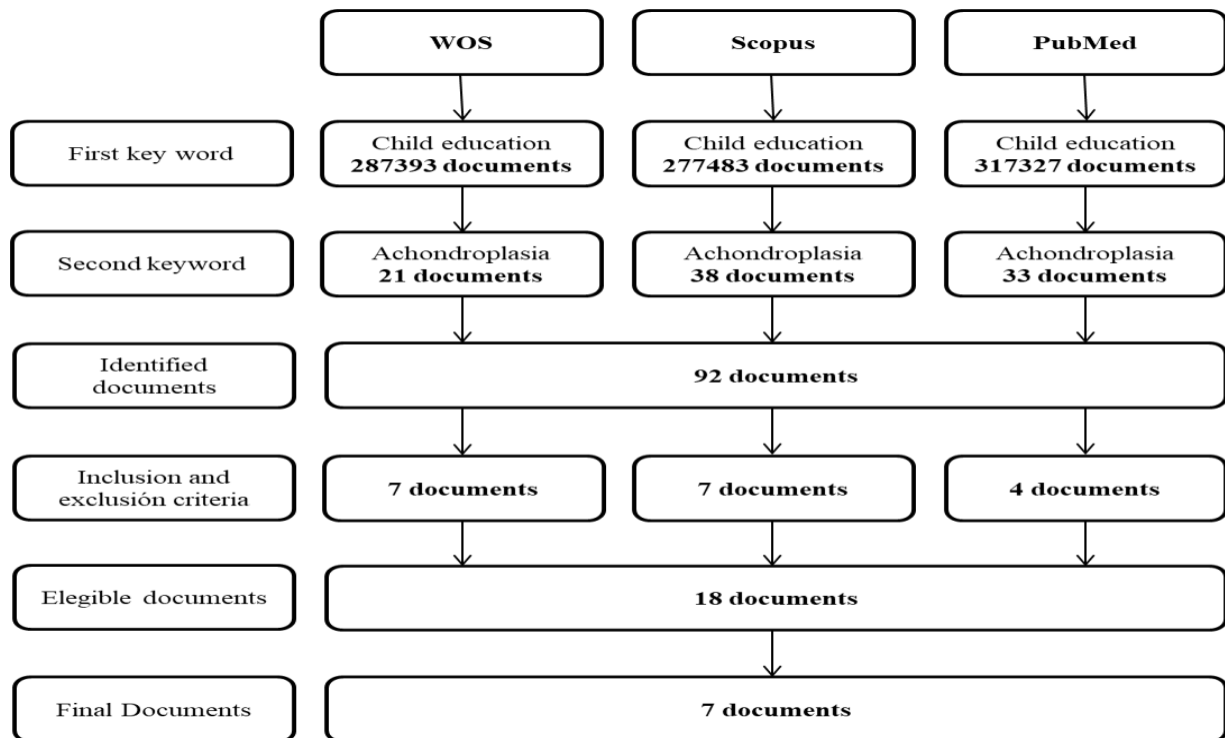 WOS
Scopus
PubMed
First key word
Child education
287393 documents
Child education
277483 documents
Child education
317327 documents
Second keyword
Achondroplasia
21 documents
Achondroplasia
38 documents
Achondroplasia
33 documents
Identified
documents
92 documents
Inclusion and
exclusión criteria
7 documents
7 documents
4 documents
Elegible documents
18 documents
Final Documents
7 documents